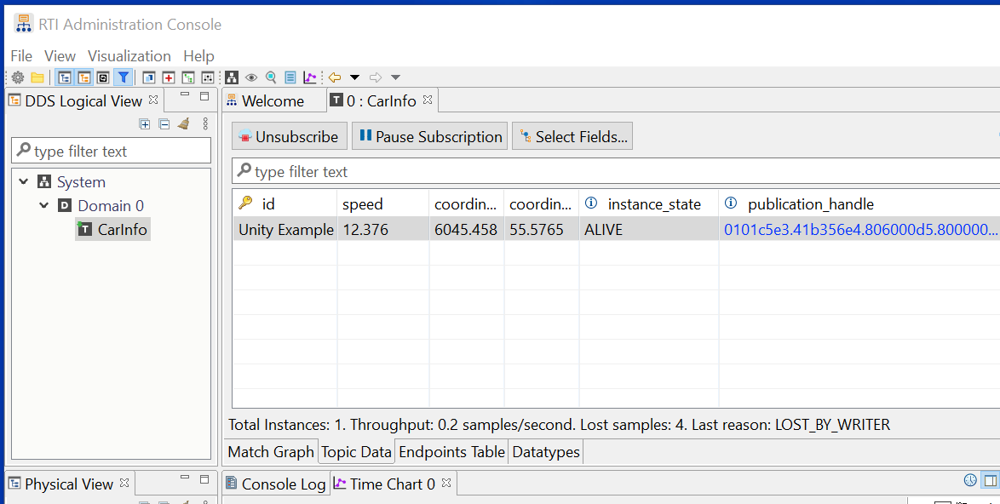 RTI Administration Console
File View Visualization Help
DDS Logical View
Welcome
0 : CarInfo
Unsubscribe
Pause Subscription
Select Fields...
type filter text
type filter text
System
Domain 0
CarInfo
id speed coordin... coordin... instance_state publication_handle
Unity Example 12.376 6045.458 55.5765 ALIVE 0101c5e3.41b356e4.806000d5.800000...
Total Instances: 1. Throughput: 0.2 samples/second. Lost samples: 4. Last reason: LOST_BY_WRITER
Match Graph Topic Data Endpoints Table Datatypes
Physical View
Console Log Time Chart 0